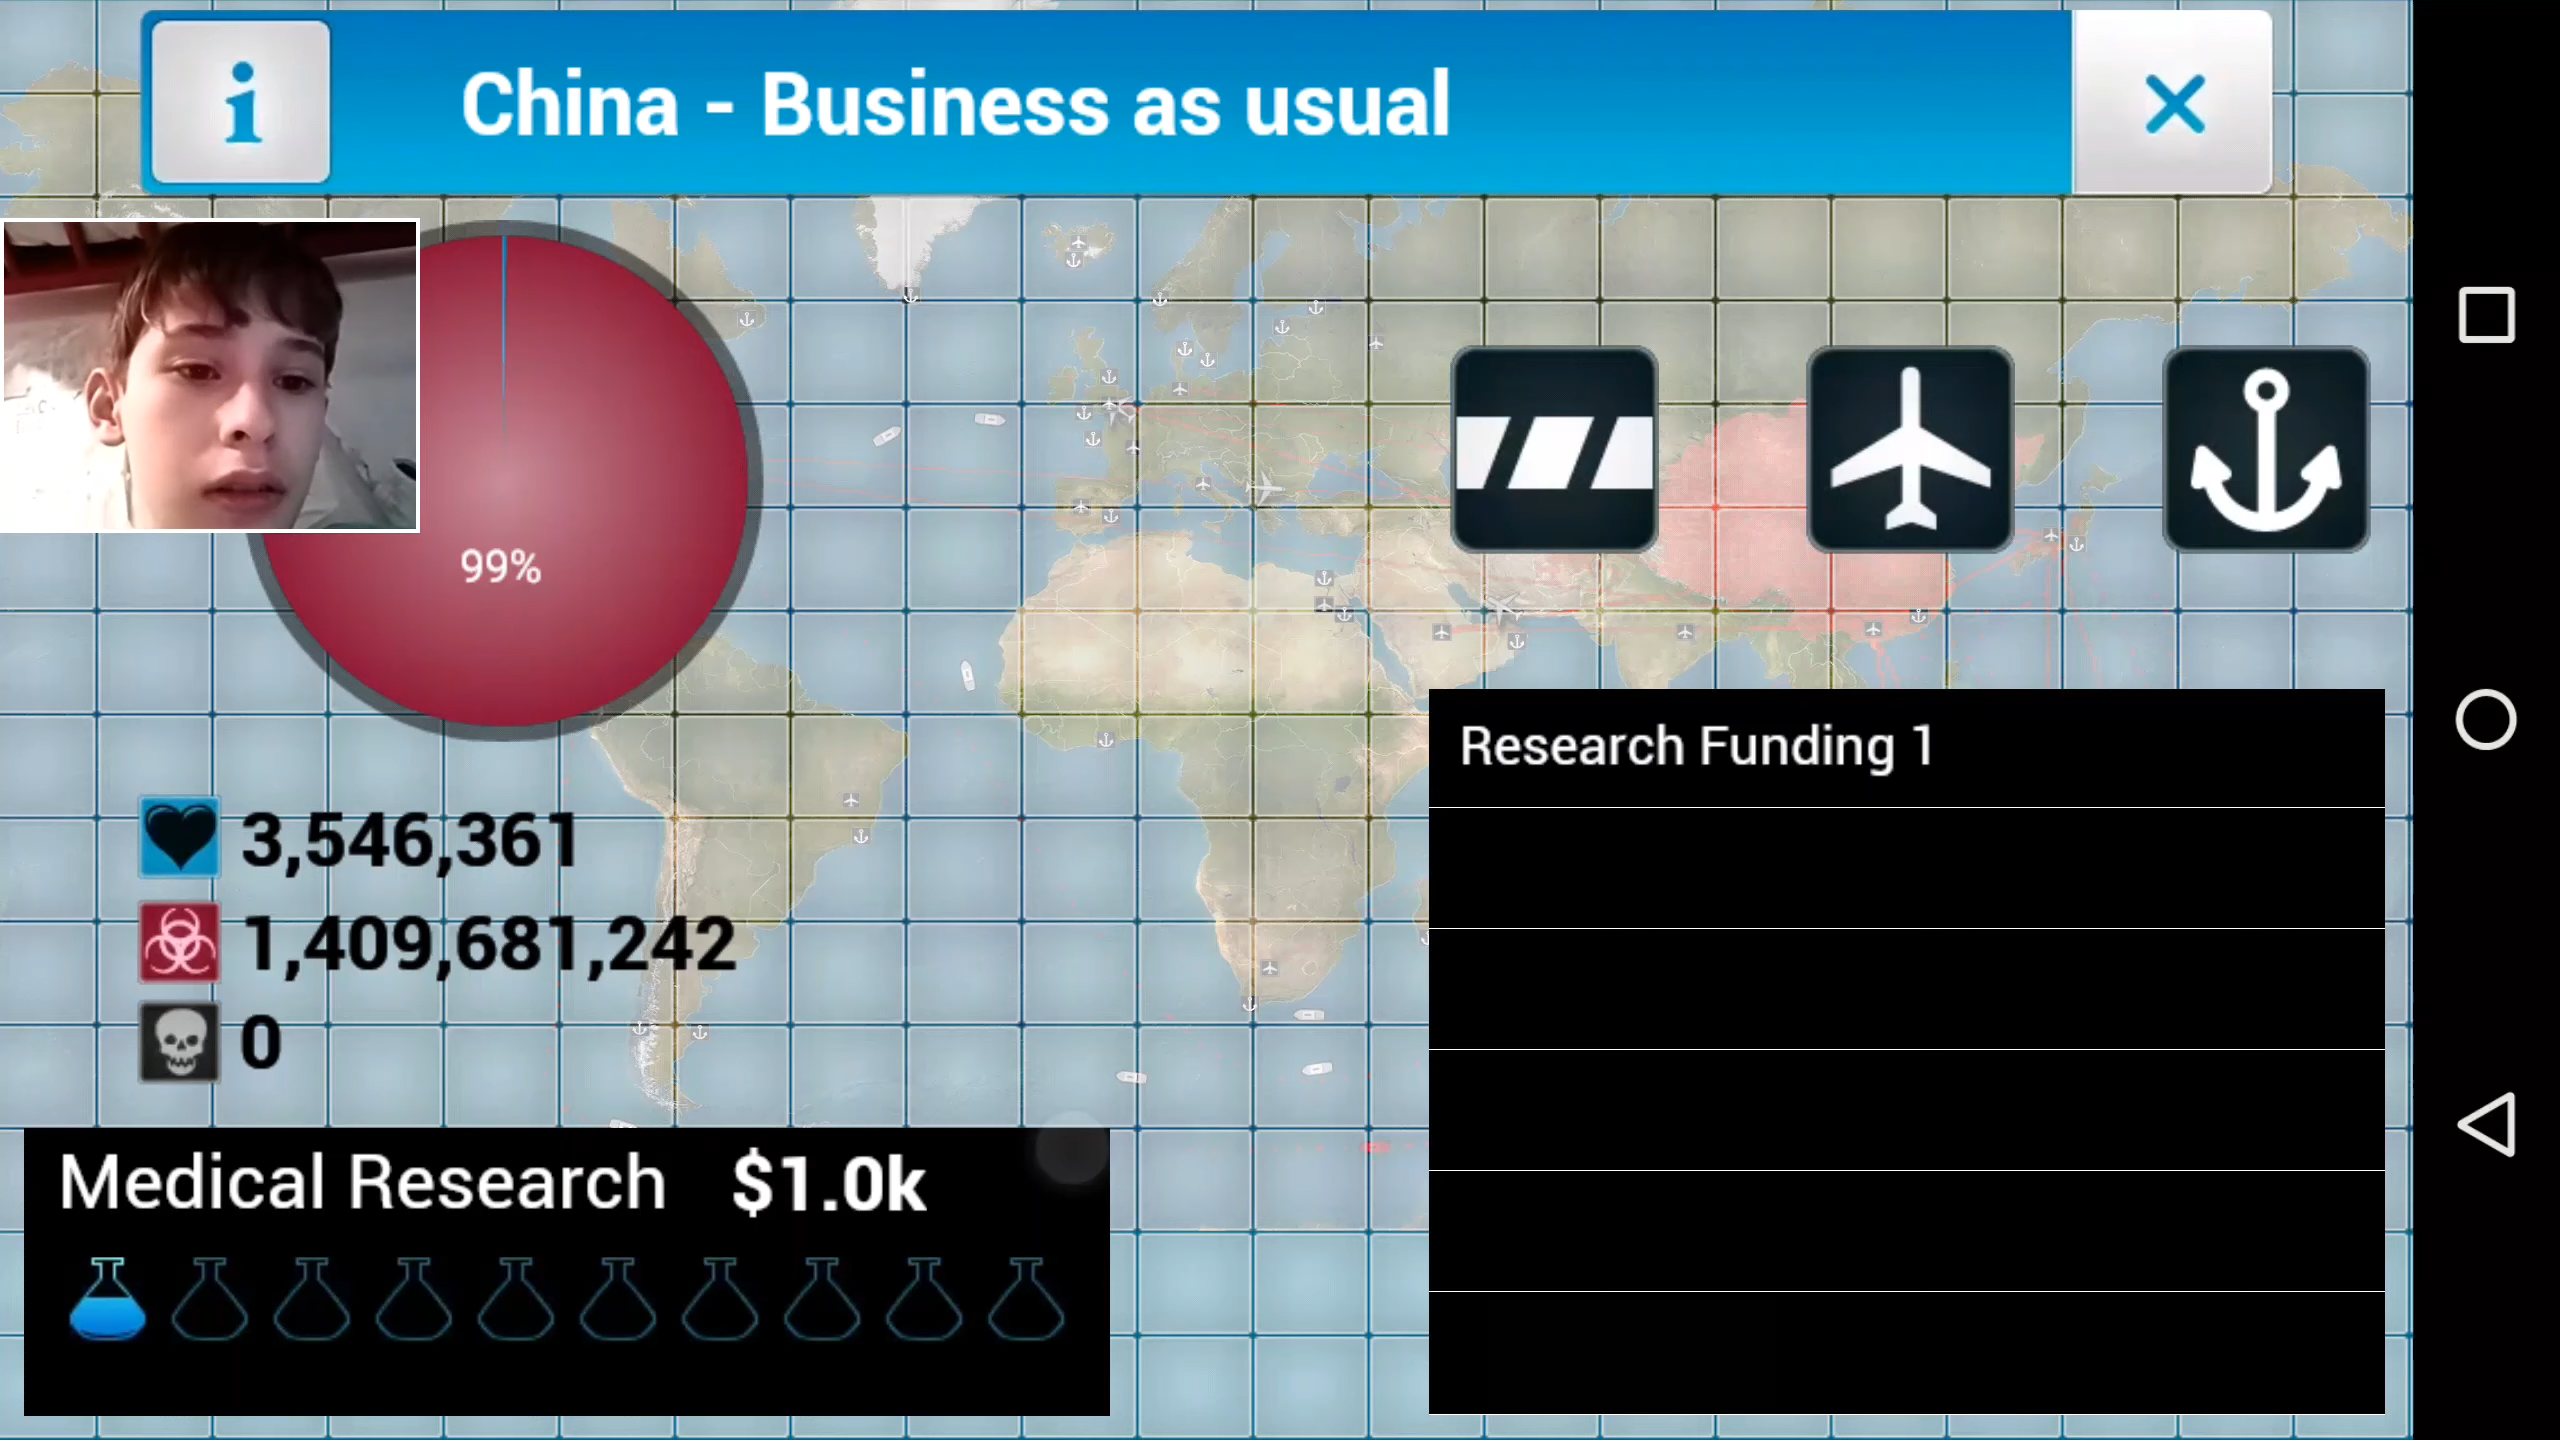 i
China - Business as usual
99%
3,546,361
1,409,681,242
0
Medical Research $1.0k
Research Funding 1